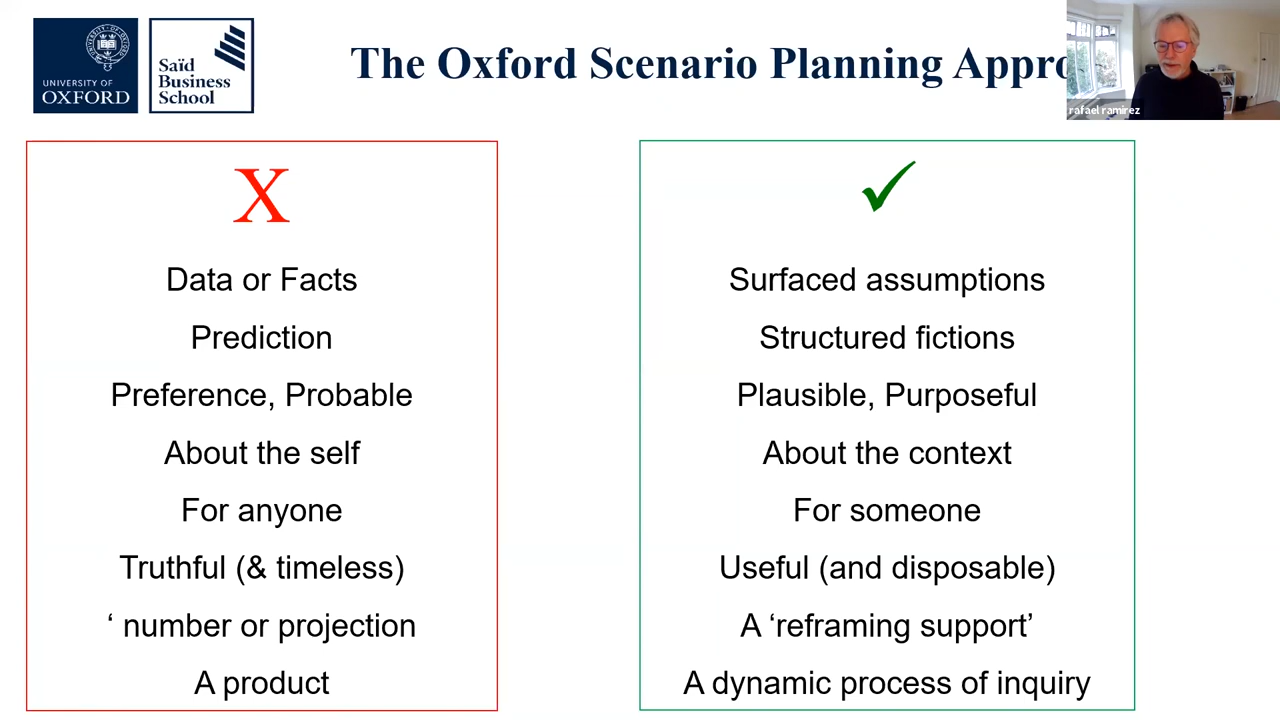 UNIVERSITY OF
OXFORD
Saïd
Business
School
The Oxford Scenario Planning Appro
rafael ramirez
X
Data or Facts
Prediction
Preference, Probable
About the self
For anyone
Truthful (& timeless)
‘ number or projection
A product
✓
Surfaced assumptions
Structured fictions
Plausible, Purposeful
About the context
For someone
Useful (and disposable)
A ‘reframing support’
A dynamic process of inquiry